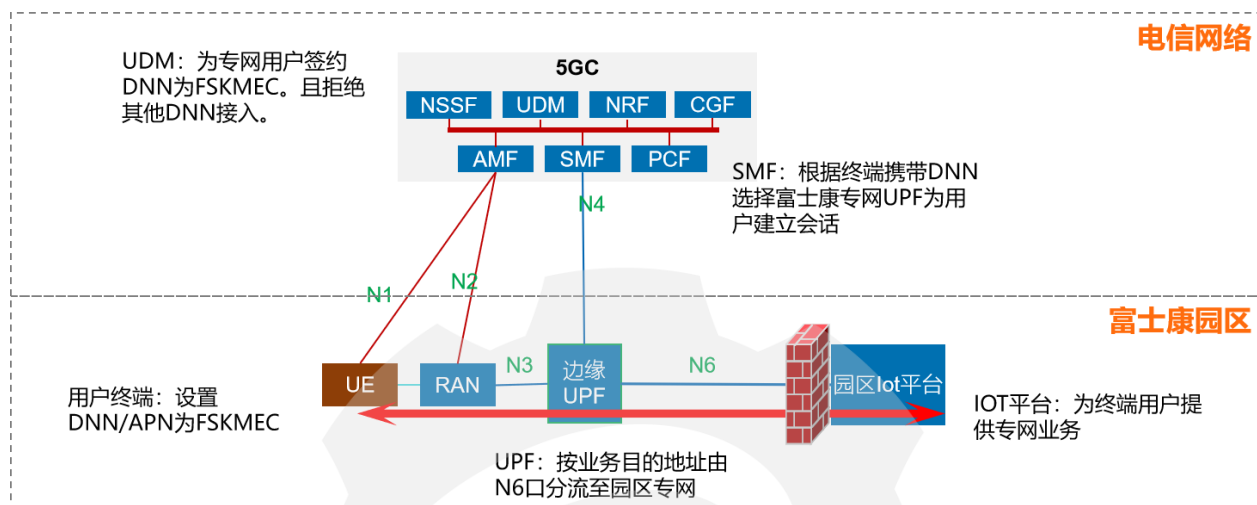 电信网络
UDM：为专网用户签约
DNN为FSKMEC。且拒绝
其他DNN接入。
5GC
NSSF
UDM
NRF
CGF
AMF
SMF
PCF
SMF：根据终端携带DNN
选择富士康专网UPF为用
户建立会话
N4
N1
N2
富士康园区
用户终端：设置
DNN/APN为FSKMEC
UE
RAN
N3
边缘
UPF
N6
园区Iot平台
IOT平台：为终端用户提
供专网业务
UPF：按业务目的地址由
N6口分流至园区专网